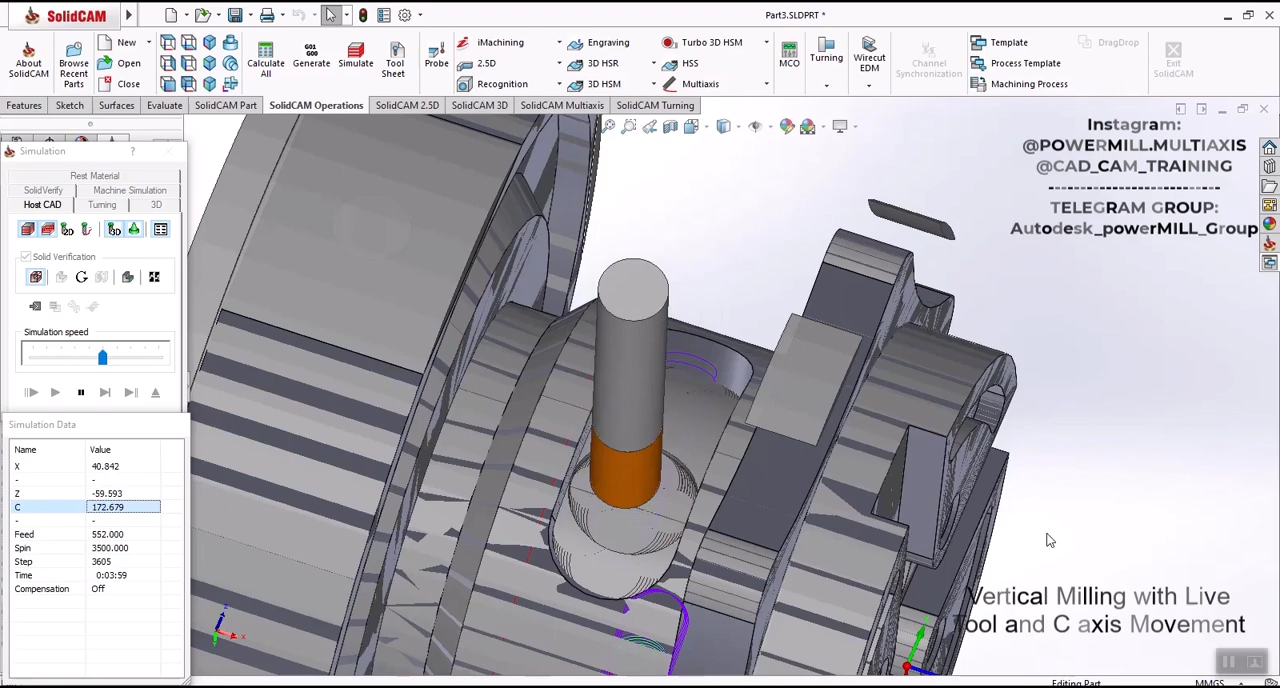 SolidCAM
Part3.SLDPRT *
About
SolidCAM
Browse
Recent
Parts
New
Open
Close
Calculate
All
G01
G00
Generate
Simulate
Tool
Sheet
Probe
iMachining
2.5D
Recognition
Engraving
3D HSR
3D HSM
Turbo 3D HSM
HSS
Multiaxis
MCO
Turning
Wirecut
EDM
Channel
Synchronization
Template
Process Template
Machining Process
DragDrop
Exit
SolidCAM
Features
Sketch
Surfaces
Evaluate
SolidCAM Part
SolidCAM Operations
SolidCAM 2.5D
SolidCAM 3D
SolidCAM Multiaxis
SolidCAM Turning
Instagram:
@POWERMILL.MULTIAXIS
@CAD_CAM_TRAINING
------------------------------
TELEGRAM GROUP:
Autodesk_powerMILL_Group
Simulation
?
Rest Material
SolidVerify
Machine Simulation
Host CAD
Turning
3D
2D
3D
Solid Verification
Simulation speed
Simulation Data
Name Value
X 40.842
- -
Z -59.593
C 172.679
- -
Feed 552.000
Spin 3500.000
Step 3605
Time 0:03:59
Compensation Off
Vertical Milling with Live
Tool and C axis Movement
Editing Part
MMGS